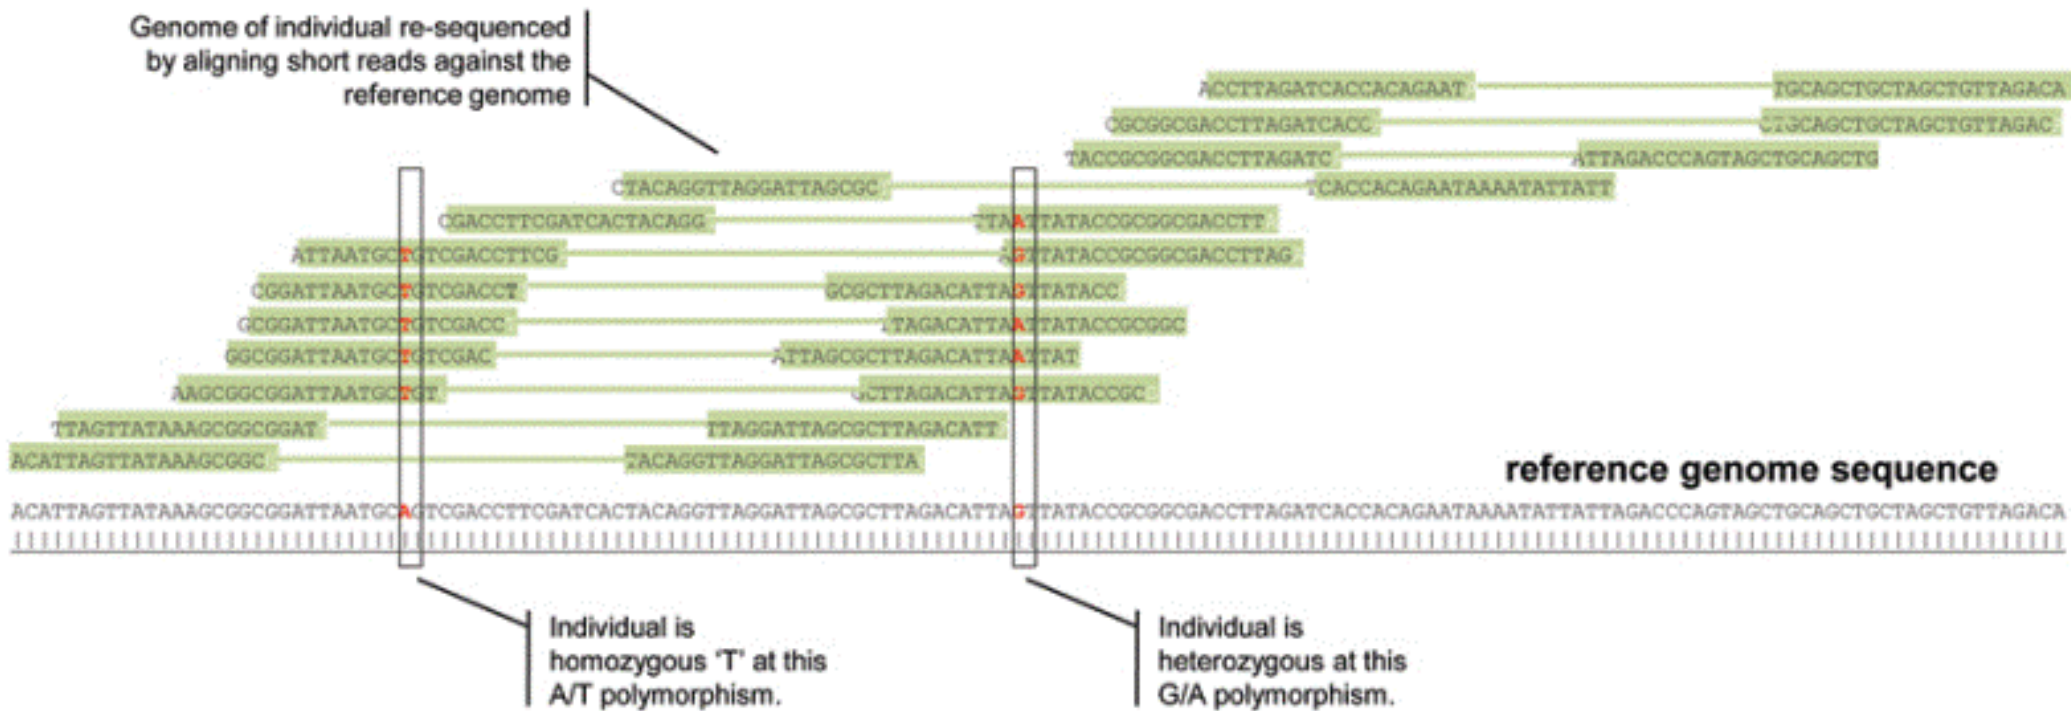 Genome of individual re-sequenced
by aligning short reads against the
reference genome
ACCTTAGATCACCACAGAAT TGCAGCTGCTAGCTGTTAGACA
CGCGGCGACCTTAGATCACC CTGCAGCTGCTAGCTGTTAGAC
TACCGCGGCGACCTTAGATC ATTAGACCCAGTAGCTGCAGCTG
CTACAGGTTAGGATTAGCGC TCACCACAGAATAAAATATTATT
CGACCTTCGATCACTACAGG TTAATTATACCGCGGCGACCTT
ATTAATGCTGTCGACCTTCG AGTTATACCGCGGCGACCTTAG
CGGATTAATGCTGTCGACCT GCGCTTAGACATTAGTTATACC
GCGGATTAATGCTGTCGACC TTAGACATTAATTATACCGCGGC
GGCGGATTAATGCTGTCGAC ATTAGCGCTTAGACATTAATTAT
AAGCGGCGGATTAATGCTGT GCTTAGACATTAGTTATACCGC
TTAGTTATAAAGCGGCGGAT TTAGGATTAGCGCTTAGACATT
ACATTAGTTATAAAGCGGC TACAGGTTAGGATTAGCGCTTA
reference genome sequence
ACATTAGTTATAAAGCGGCGGATTAATGCAGTCGACCTTCGATCACTACAGGTTAGGATTAGCGCTTAGACATTAGTTATACCGCGGCGACCTTAGATCACCACAGAATAAAATATTATTAGACCCAGTAGCTGCAGCTGCTAGCTGTTAGACA
Individual is
homozygous 'T' at this
A/T polymorphism.
Individual is
heterozygous at this
G/A polymorphism.